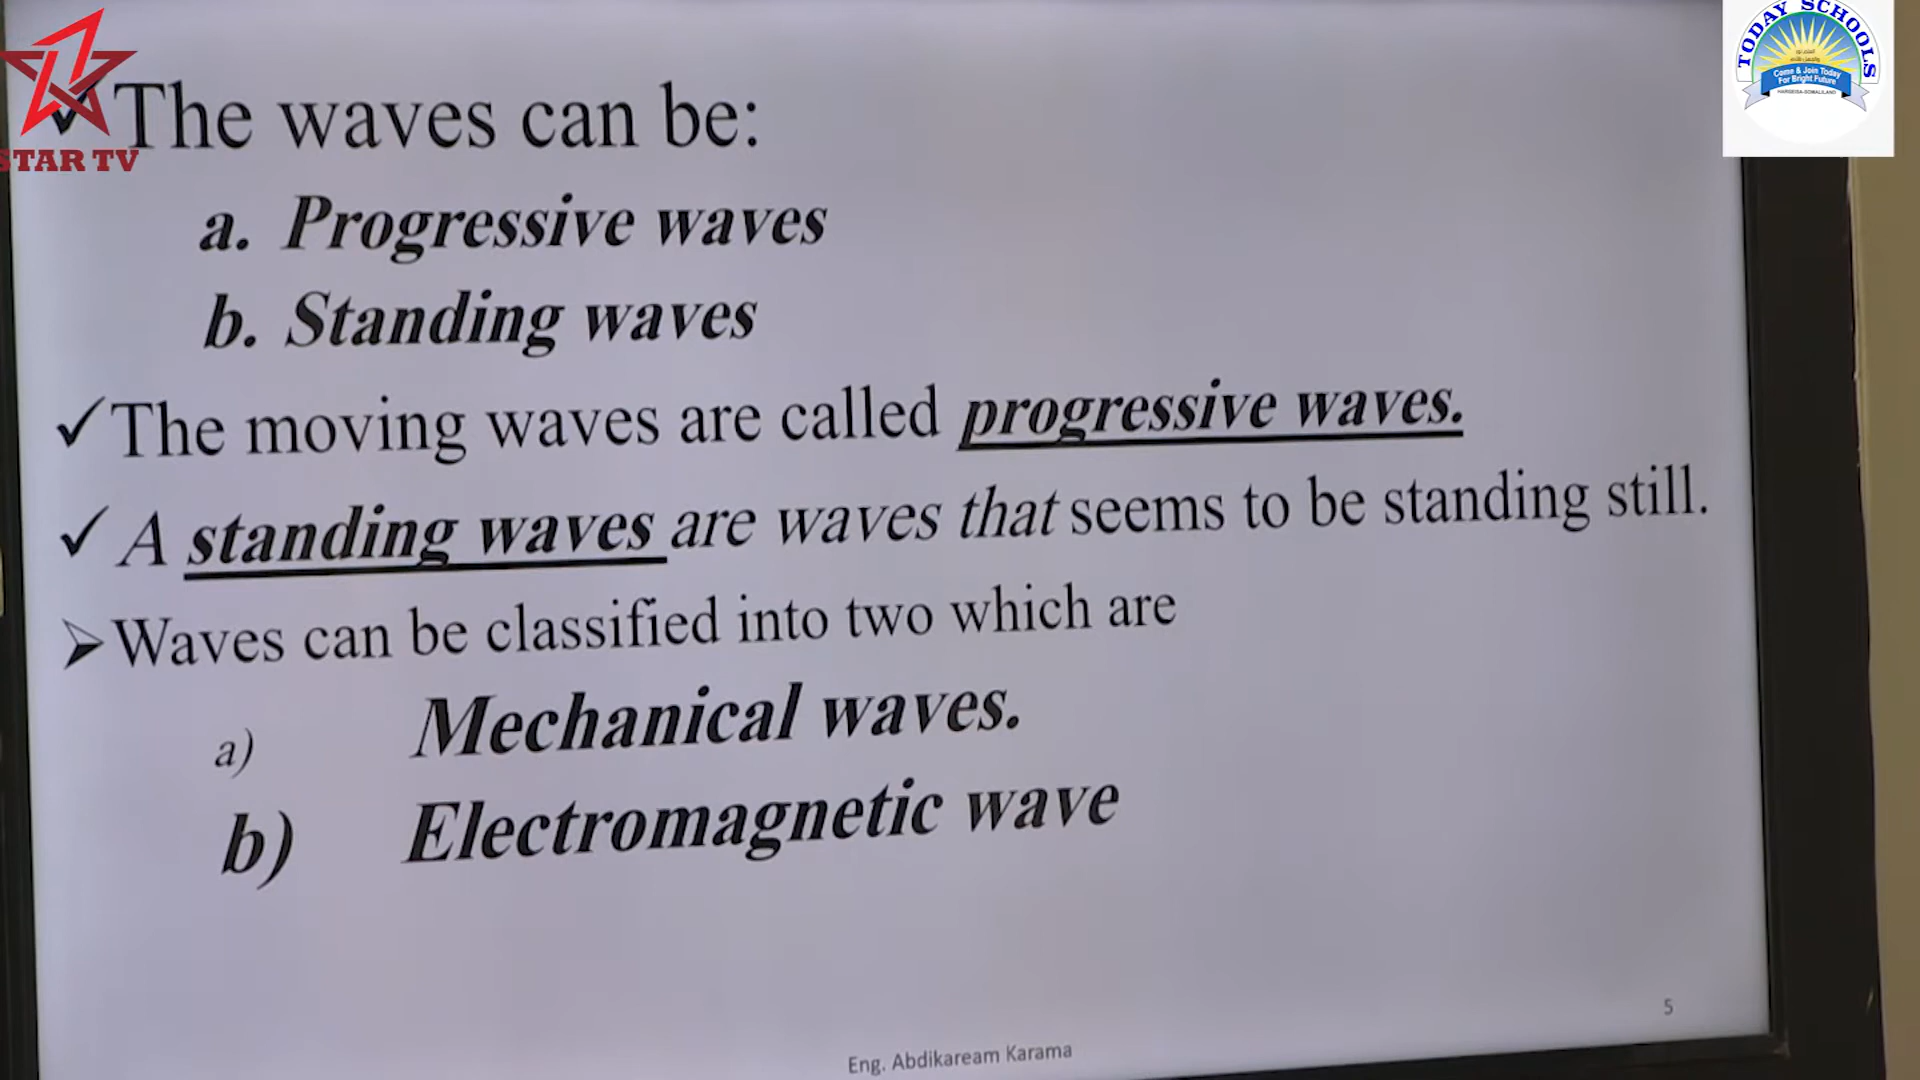 TODAY SCHOOLS
Come & Join Today
For Bright Future
HARGEISA-SOMALILAND
STAR TV
✓The waves can be:
a. Progressive waves
b. Standing waves
✓The moving waves are called progressive waves.
✓ A standing waves are waves that seems to be standing still.
➢Waves can be classified into two which are
a) Mechanical waves.
b) Electromagnetic wave
5
Eng. Abdikaream Karama